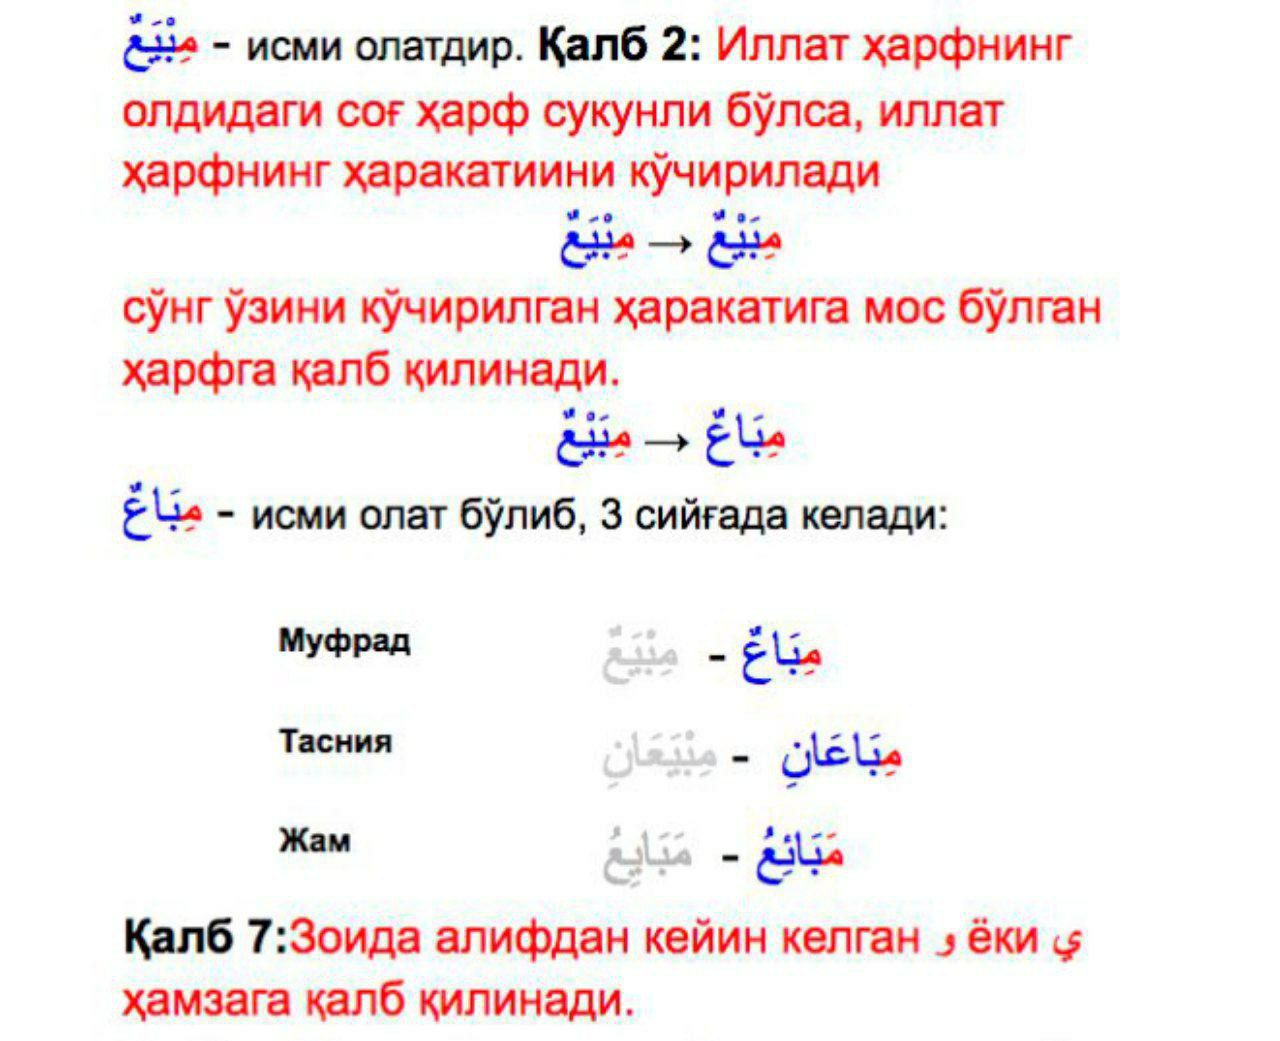 مِبْيَعٌ - исми олатдир. Қалб 2: Иллат ҳарфнинг
олдидаги соғ ҳарф сукунли бўлса, иллат
ҳарфнинг ҳаракатиини кўчирилади
مِبْيَعٌ → مِبَيْعٌ
сўнг ўзини кўчирилган ҳаракатига мос бўлган
ҳарфга қалб қилинади.
مِبَيْعٌ → مِبَاعٌ
مِبَاعٌ - исми олат бўлиб, 3 сийғада келади:
Муфрад مِبْيَعٌ - مِبَاعٌ
Тасния مِبْيَعَانِ - مِبَاعَانِ
Жам مَبَايِعُ - مَبَائِعُ
Қалб 7:Зоида алифдан кейин келган و ёки ي
ҳамзага қалб қилинади.